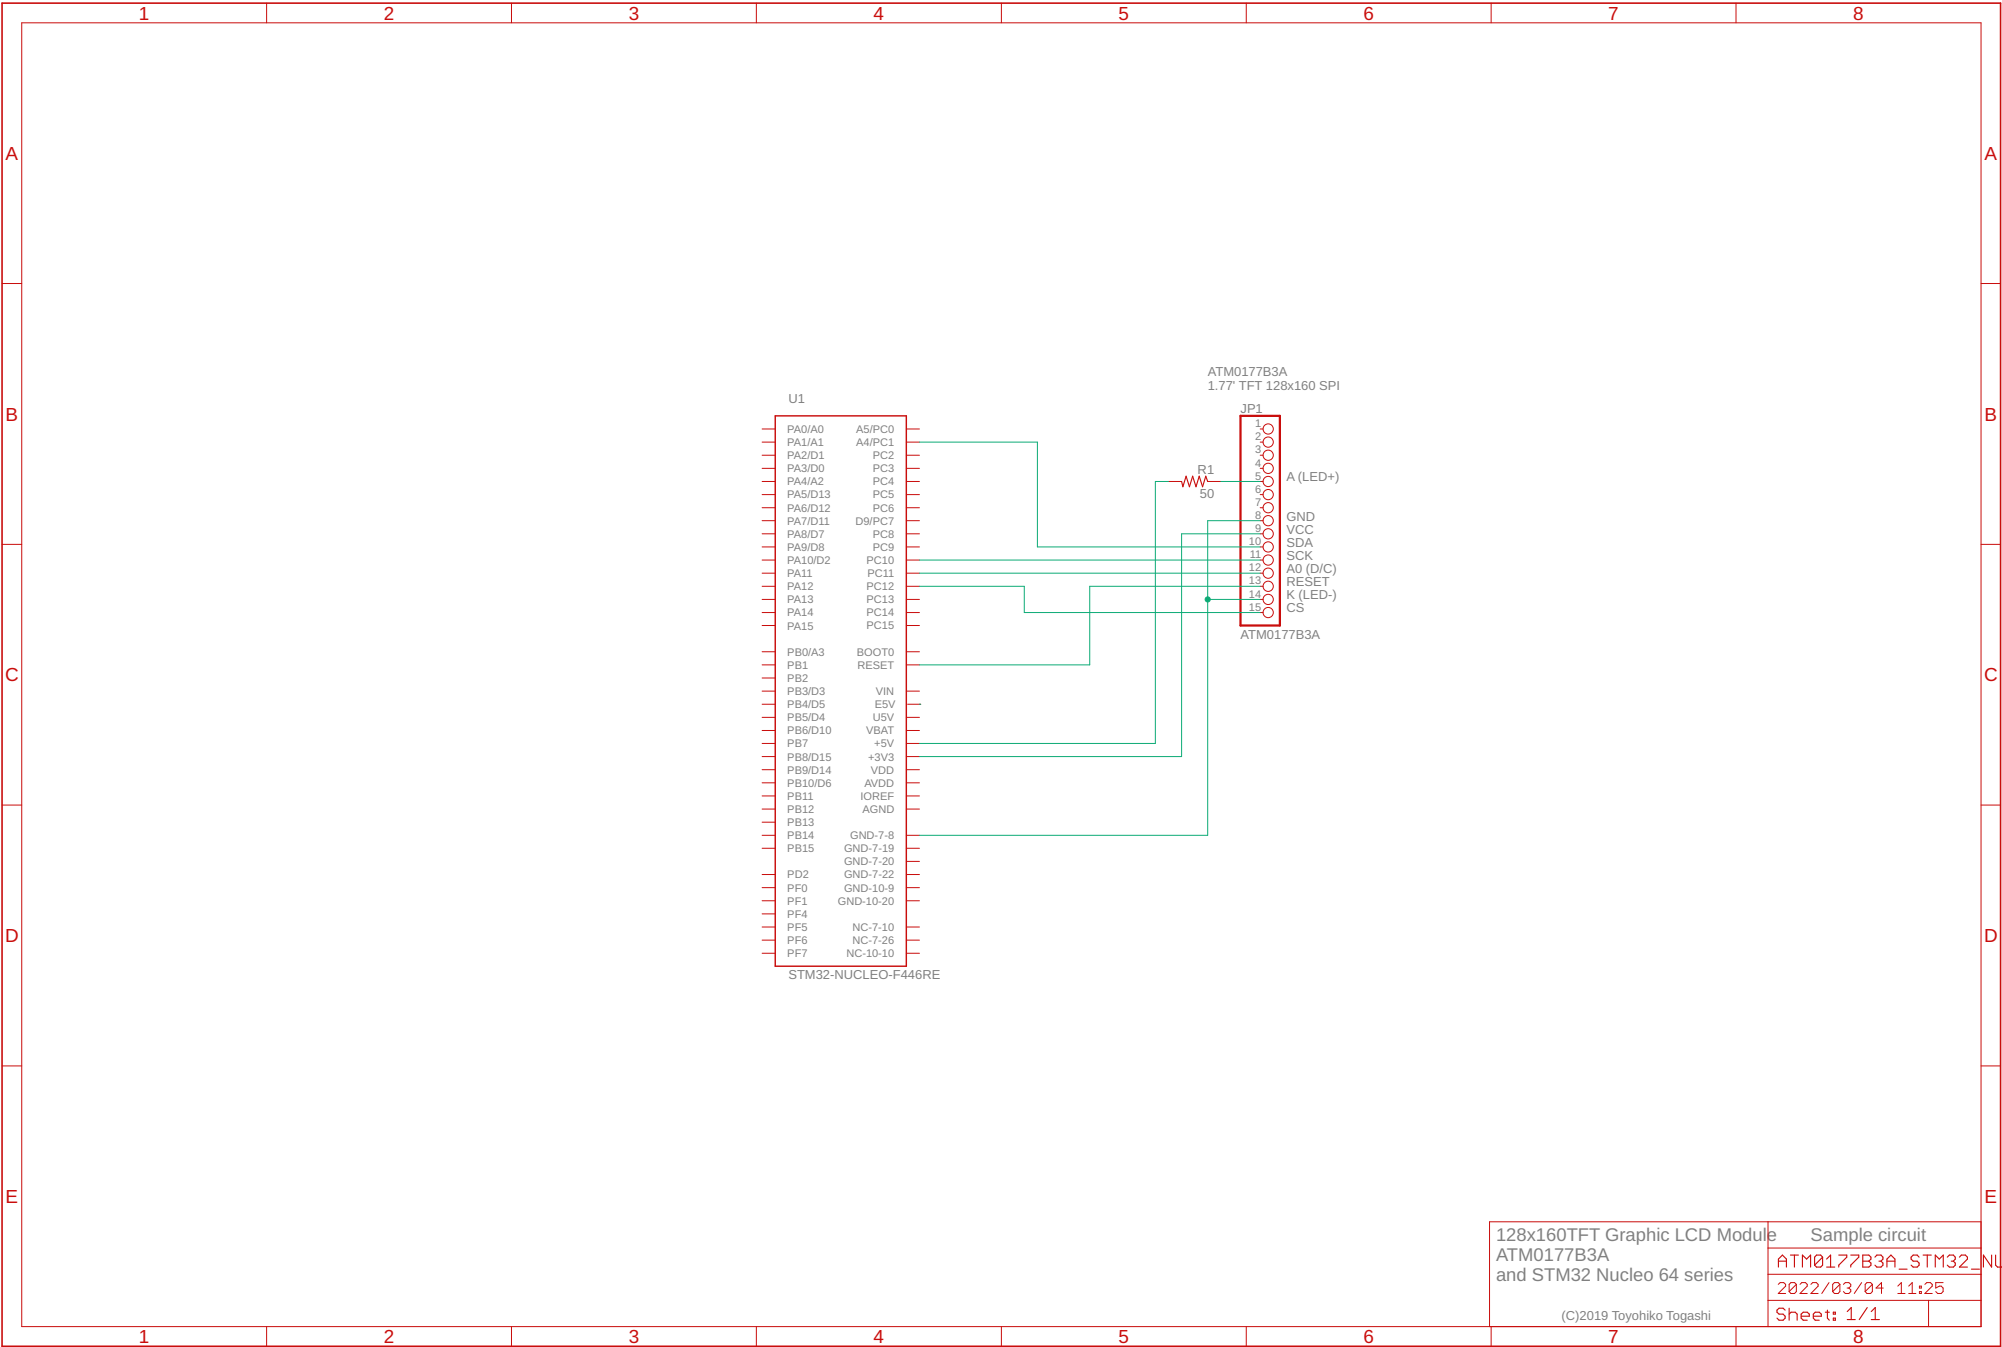 1 2 3 4 5 6 7 8
A A
B B
C C
D D
E E
ATM0177B3A
1.77' TFT 128x160 SPI
U1
JP1
PA0/A0 A5/PC0
PA1/A1 A4/PC1
PA2/D1 PC2
PA3/D0 PC3
PA4/A2 PC4
PA5/D13 PC5
PA6/D12 PC6
PA7/D11 D9/PC7
PA8/D7 PC8
PA9/D8 PC9
PA10/D2 PC10
PA11 PC11
PA12 PC12
PA13 PC13
PA14 PC14
PA15 PC15
PB0/A3 BOOT0
PB1 RESET
PB2
PB3/D3 VIN
PB4/D5 E5V
PB5/D4 U5V
PB6/D10 VBAT
PB7 +5V
PB8/D15 +3V3
PB9/D14 VDD
PB10/D6 AVDD
PB11 IOREF
PB12 AGND
PB13
PB14 GND-7-8
PB15 GND-7-19
GND-7-20
PD2 GND-7-22
PF0 GND-10-9
PF1 GND-10-20
PF4
PF5 NC-7-10
PF6 NC-7-26
PF7 NC-10-10
STM32-NUCLEO-F446RE
R1
50
1
2
3
4
5 A (LED+)
6
7
8 GND
9 VCC
10 SDA
11 SCK
12 A0 (D/C)
13 RESET
14 K (LED-)
15 CS
ATM0177B3A
128x160TFT Graphic LCD Module
ATM0177B3A
and STM32 Nucleo 64 series
(C)2019 Toyohiko Togashi
Sample circuit
ATM0177B3A_STM32_NU
2022/03/04 11:25
Sheet: 1/1
1 2 3 4 5 6 7 8